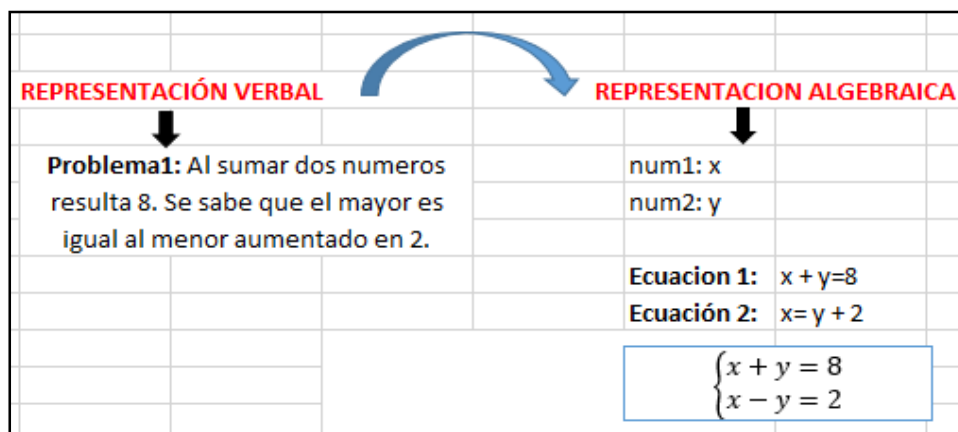 REPRESENTACIÓN VERBAL
Problema1: Al sumar dos numeros
resulta 8. Se sabe que el mayor es
igual al menor aumentado en 2.
REPRESENTACION ALGEBRAICA
num1: x
num2: y
Ecuacion 1: x + y=8
Ecuación 2: x= y + 2
x + y = 8
x − y = 2